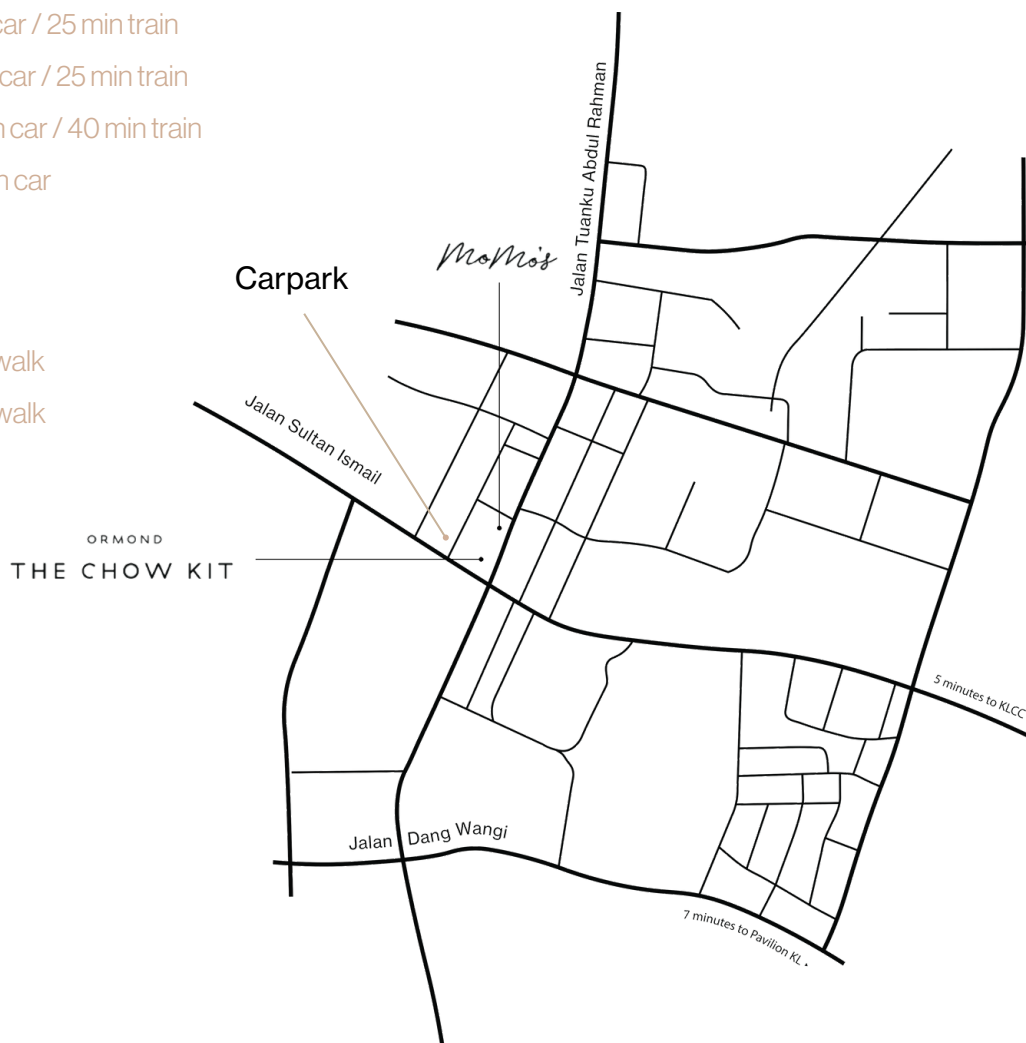 car / 25 min train
car / 25 min train
car / 40 min train
car
walk
walk
Jalan Tuanku Abdul Rahman
MoMo's
Carpark
Jalan Sultan Ismail
ORMOND
THE CHOW KIT
5 minutes to KLCC
Jalan Dang Wangi
7 minutes to Pavilion KL